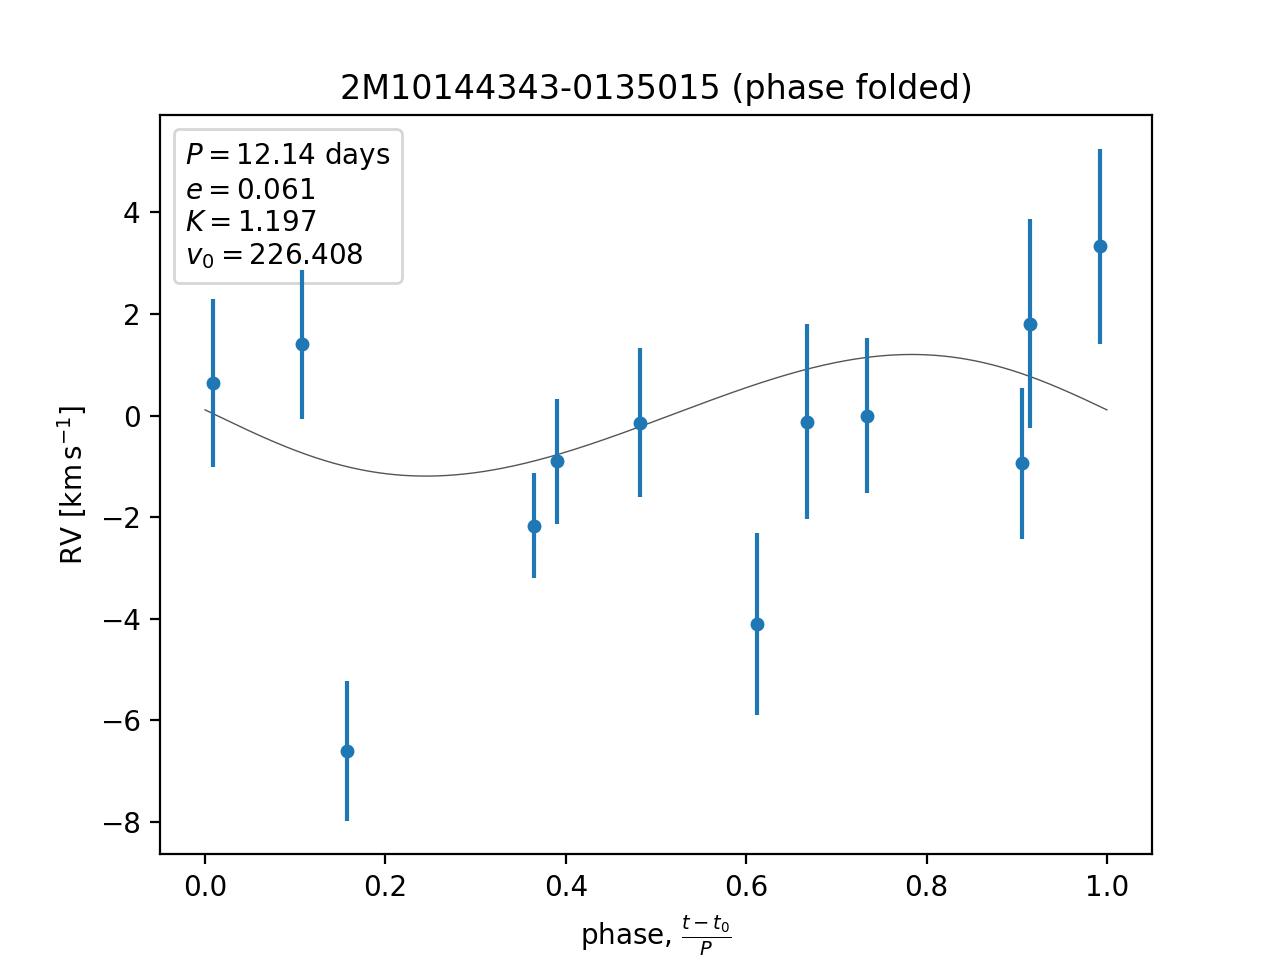 2M10144343-0135015 (phase folded)
P = 12.14 days
e = 0.061
K = 1.197
v₀ = 226.408
4
2
0
−2
−4
−6
−8
RV [km s⁻¹]
0.0 0.2 0.4 0.6 0.8 1.0
phase, (t − t₀)/P